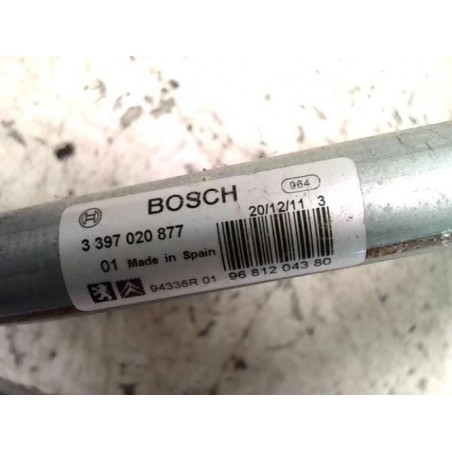 BOSCH 964
3 397 020 877 20/12/11 3
01 Made in Spain
94338R 01 96 812 043 80